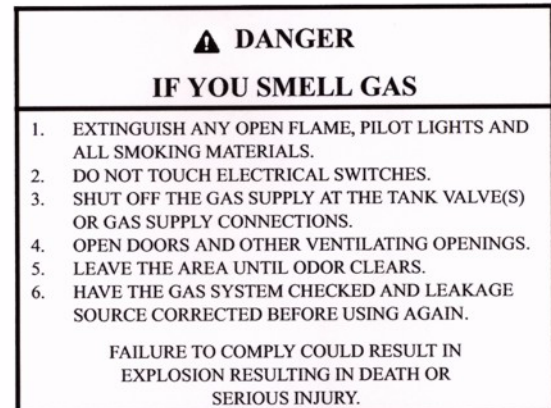 DANGER
IF YOU SMELL GAS
1. EXTINGUISH ANY OPEN FLAME, PILOT LIGHTS AND
ALL SMOKING MATERIALS.
2. DO NOT TOUCH ELECTRICAL SWITCHES.
3. SHUT OFF THE GAS SUPPLY AT THE TANK VALVE(S)
OR GAS SUPPLY CONNECTIONS.
4. OPEN DOORS AND OTHER VENTILATING OPENINGS.
5. LEAVE THE AREA UNTIL ODOR CLEARS.
6. HAVE THE GAS SYSTEM CHECKED AND LEAKAGE
SOURCE CORRECTED BEFORE USING AGAIN.
FAILURE TO COMPLY COULD RESULT IN
EXPLOSION RESULTING IN DEATH OR
SERIOUS INJURY.